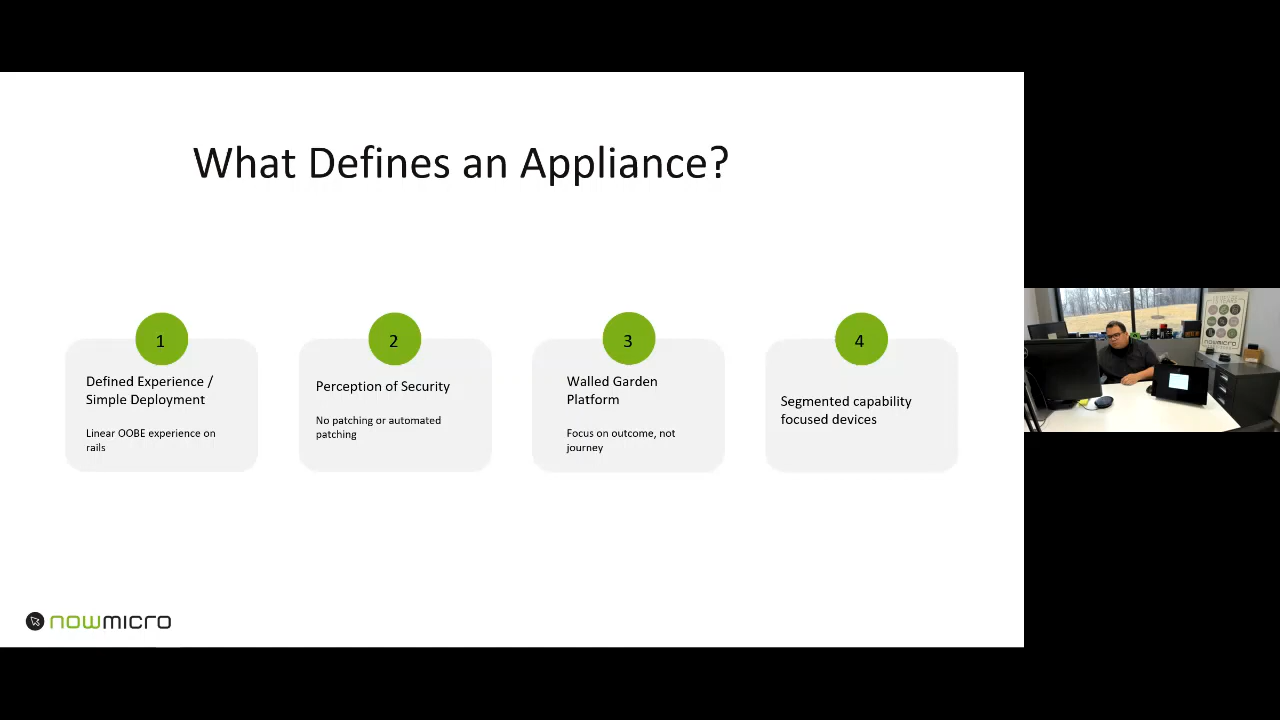 What Defines an Appliance?
1
Defined Experience /
Simple Deployment
Linear OOBE experience on
rails
2
Perception of Security
No patching or automated
patching
3
Walled Garden
Platform
Focus on outcome, not
journey
4
Segmented capability
focused devices
nowmicro
nowmicro